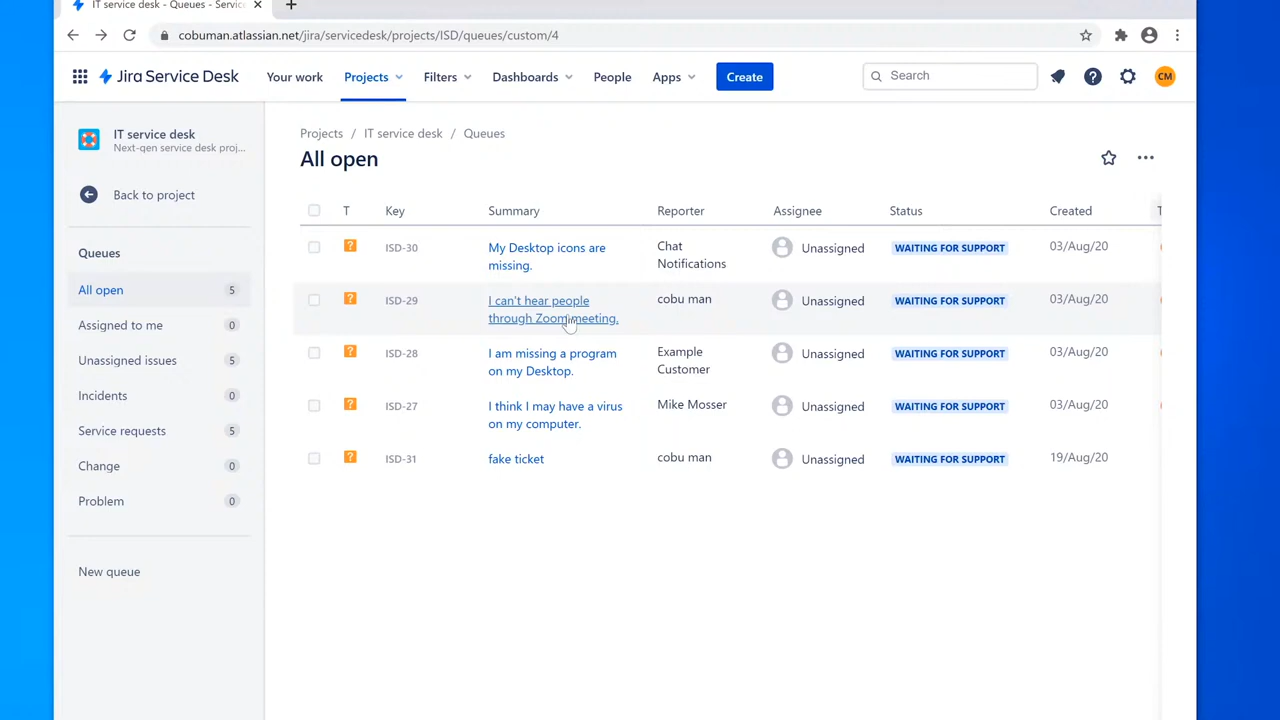 IT service desk - Queues - Servic
cobuman.atlassian.net/jira/servicedesk/projects/ISD/queues/custom/4
Jira Service Desk
Your work
Projects
Filters
Dashboards
People
Apps
Create
Search
CM
IT service desk
Next-gen service desk proj...
Back to project
Queues
All open 5
Assigned to me 0
Unassigned issues 5
Incidents 0
Service requests 5
Change 0
Problem 0
New queue
Projects / IT service desk / Queues
All open
T Key Summary Reporter Assignee Status Created T
ISD-30 My Desktop icons are missing. Chat Notifications Unassigned WAITING FOR SUPPORT 03/Aug/20
ISD-29 I can't hear people through Zoom meeting. cobu man Unassigned WAITING FOR SUPPORT 03/Aug/20
ISD-28 I am missing a program on my Desktop. Example Customer Unassigned WAITING FOR SUPPORT 03/Aug/20
ISD-27 I think I may have a virus on my computer. Mike Mosser Unassigned WAITING FOR SUPPORT 03/Aug/20
ISD-31 fake ticket cobu man Unassigned WAITING FOR SUPPORT 19/Aug/20